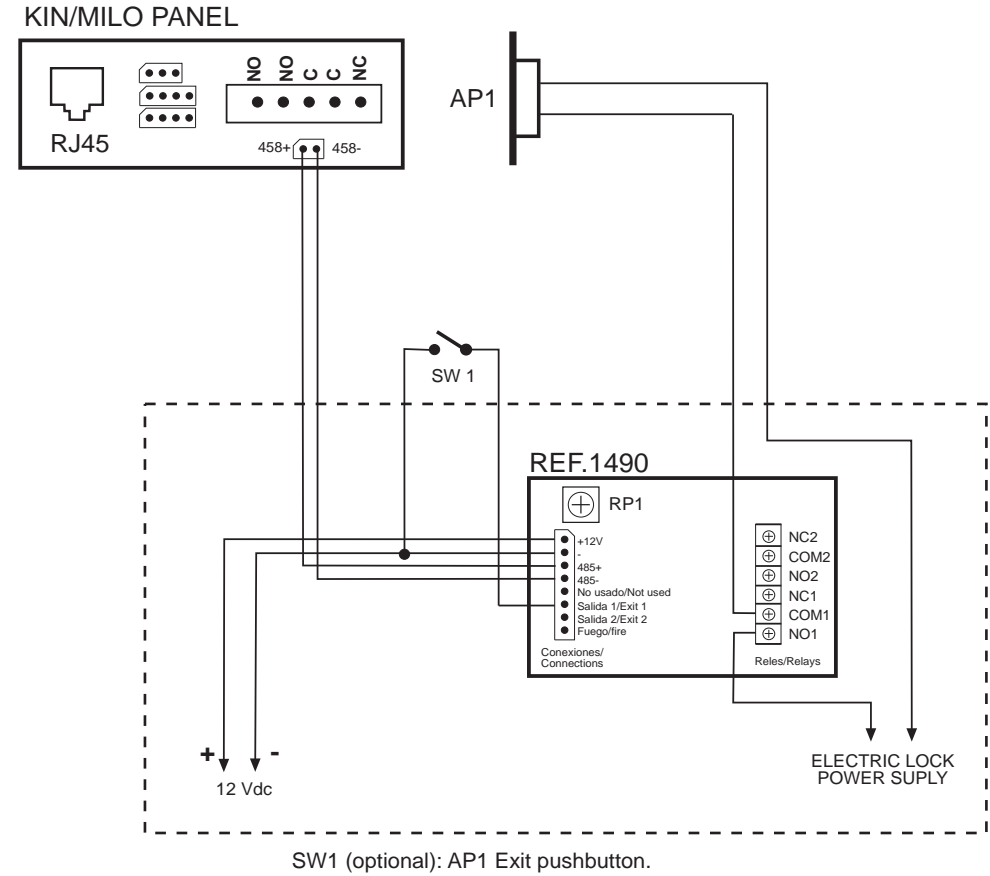 KIN/MILO PANEL
NO NO C C NC
RJ45
458+ 458-
AP1
SW 1
REF.1490
RP1
+12V
-
485+
485-
No usado/Not used
Salida 1/Exit 1
Salida 2/Exit 2
Fuego/fire
Conexiones/
Connections
NC2
COM2
NO2
NC1
COM1
NO1
Reles/Relays
+ -
12 Vdc
ELECTRIC LOCK
POWER SUPLY
SW1 (optional): AP1 Exit pushbutton.